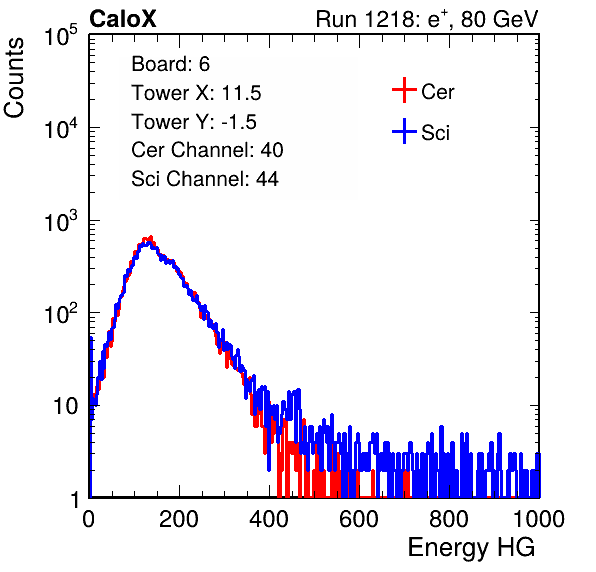 CaloX Run 1218: e⁺, 80 GeV
Counts
Board: 6
Tower X: 11.5
Tower Y: -1.5
Cer Channel: 40
Sci Channel: 44
Cer
Sci
10⁵
10⁴
10³
10²
10
1
0 200 400 600 800 1000
Energy HG